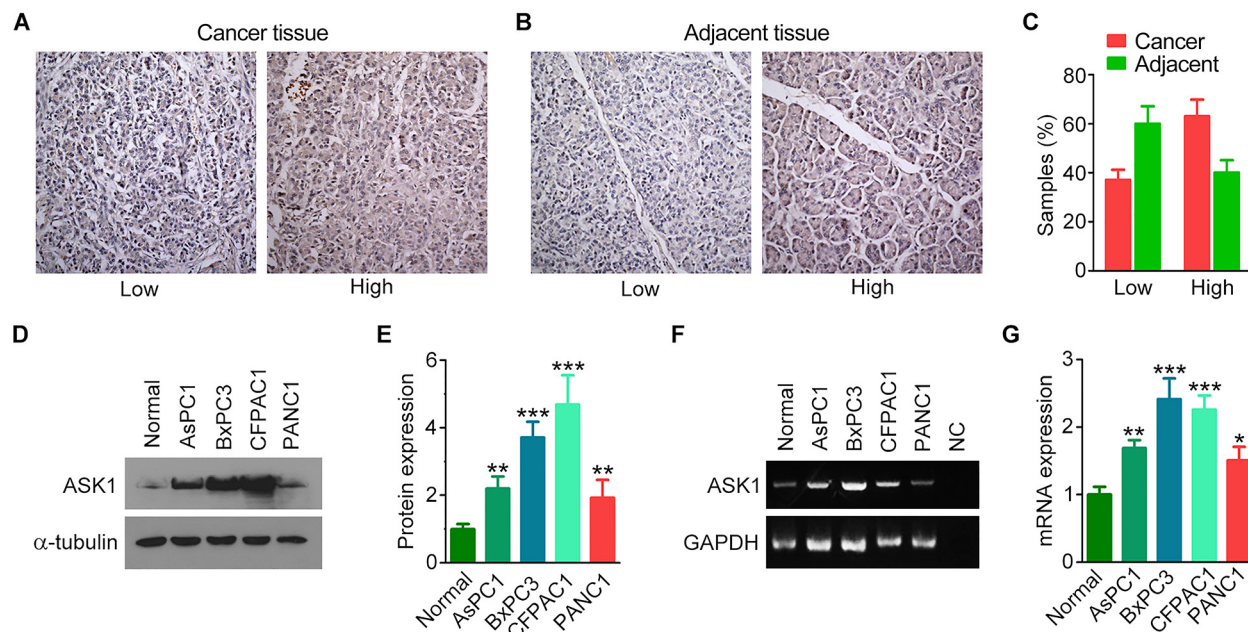 A
Cancer tissue
Low
High
B
Adjacent tissue
Low
High
C
Cancer
Adjacent
Samples (%)
80
60
40
20
0
Low
High
D
Normal
AsPC1
BxPC3
CFPAC1
PANC1
ASK1
α-tubulin
E
Protein expression
6
4
2
0
**
***
***
**
Normal
AsPC1
BxPC3
CFPAC1
PANC1
F
Normal
AsPC1
BxPC3
CFPAC1
PANC1
NC
ASK1
GAPDH
G
mRNA expression
3
2
1
0
**
***
***
*
Normal
AsPC1
BxPC3
CFPAC1
PANC1